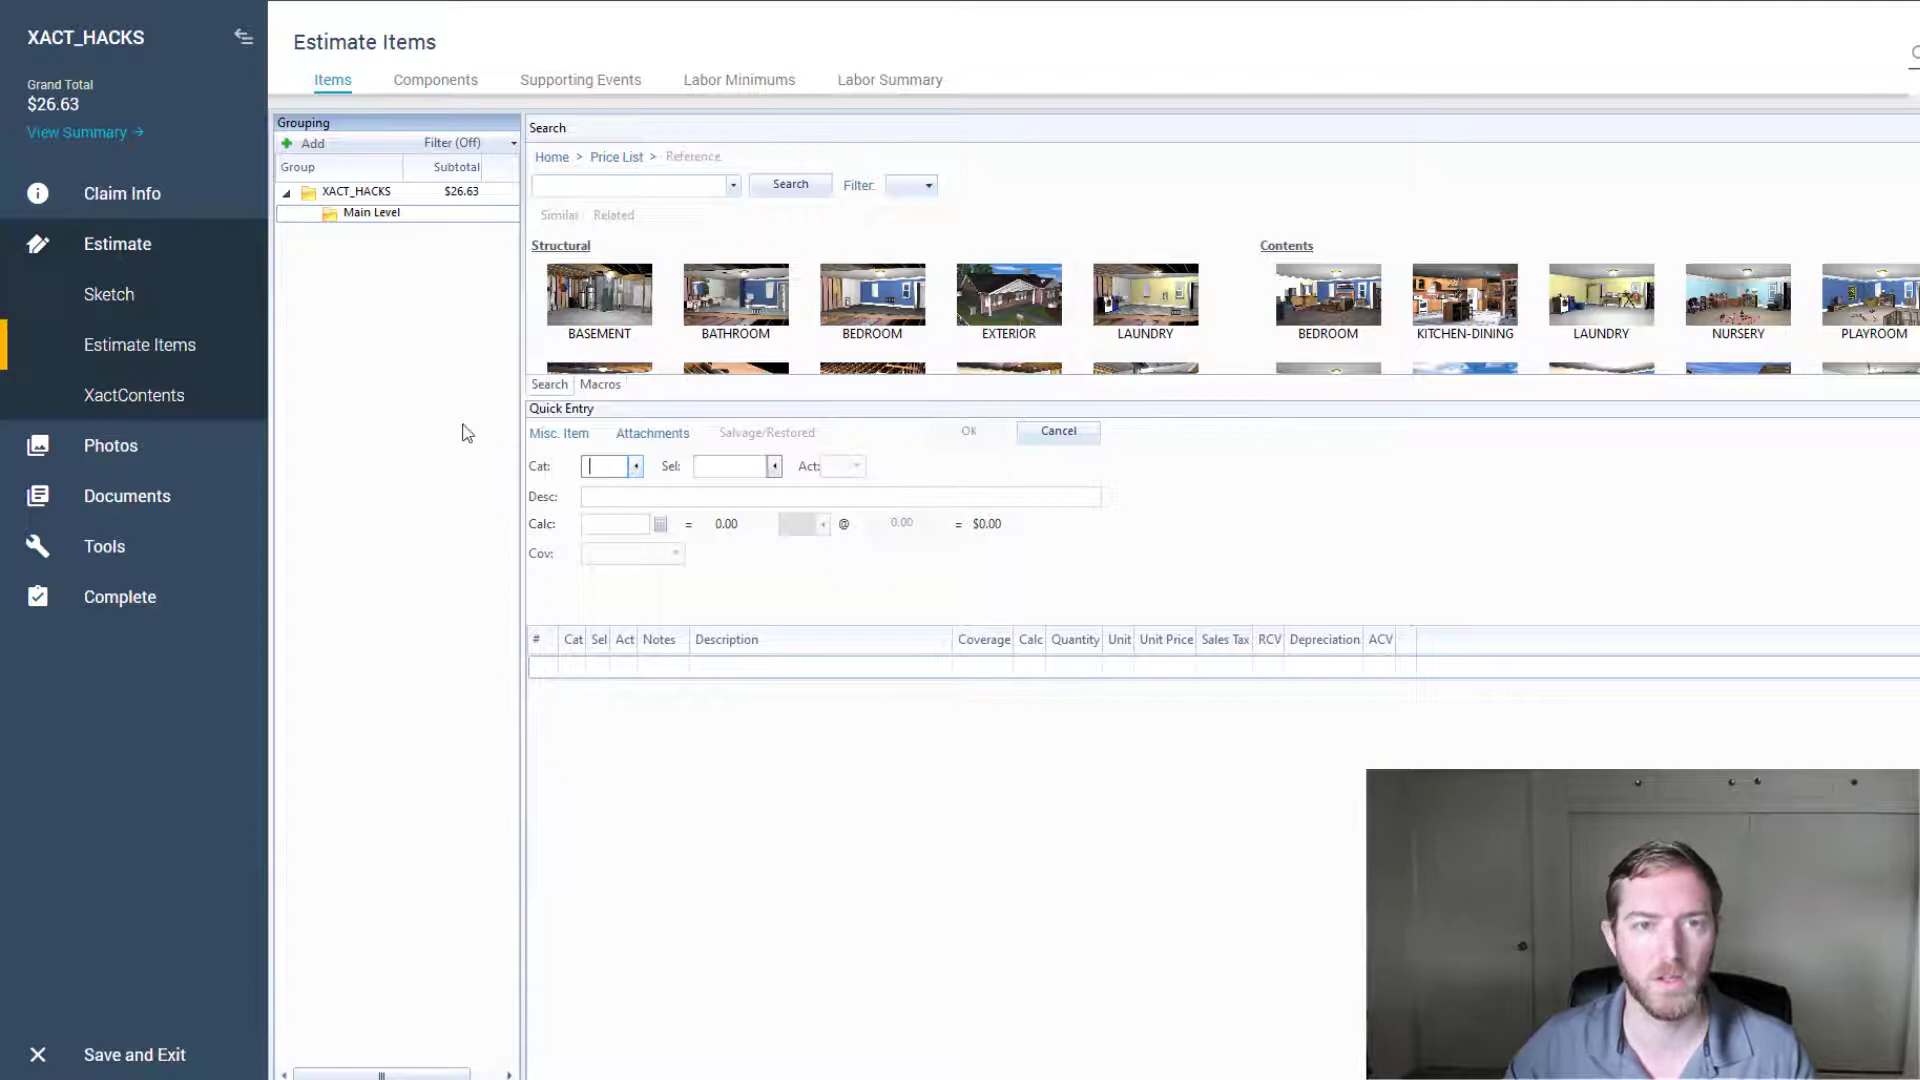 XACT_HACKS
Grand Total
$26.63
View Summary →
Claim Info
Estimate
Sketch
Estimate Items
XactContents
Photos
Documents
Tools
Complete
Save and Exit
Estimate Items
Items Components Supporting Events Labor Minimums Labor Summary
Grouping
Add Filter (Off)
Group Subtotal
XACT_HACKS $26.63
Main Level
Search
Home > Price List > Reference
Search Filter:
Similar Related
Structural Contents
BASEMENT BATHROOM BEDROOM EXTERIOR LAUNDRY BEDROOM KITCHEN-DINING LAUNDRY NURSERY PLAYROOM
Search Macros
Quick Entry
Misc. Item Attachments Salvage/Restored OK Cancel
Cat: Sel: Act:
Desc:
Calc: = 0.00 @ 0.00 = $0.00
Cov:
# Cat Sel Act Notes Description Coverage Calc Quantity Unit Unit Price Sales Tax RCV Depreciation ACV